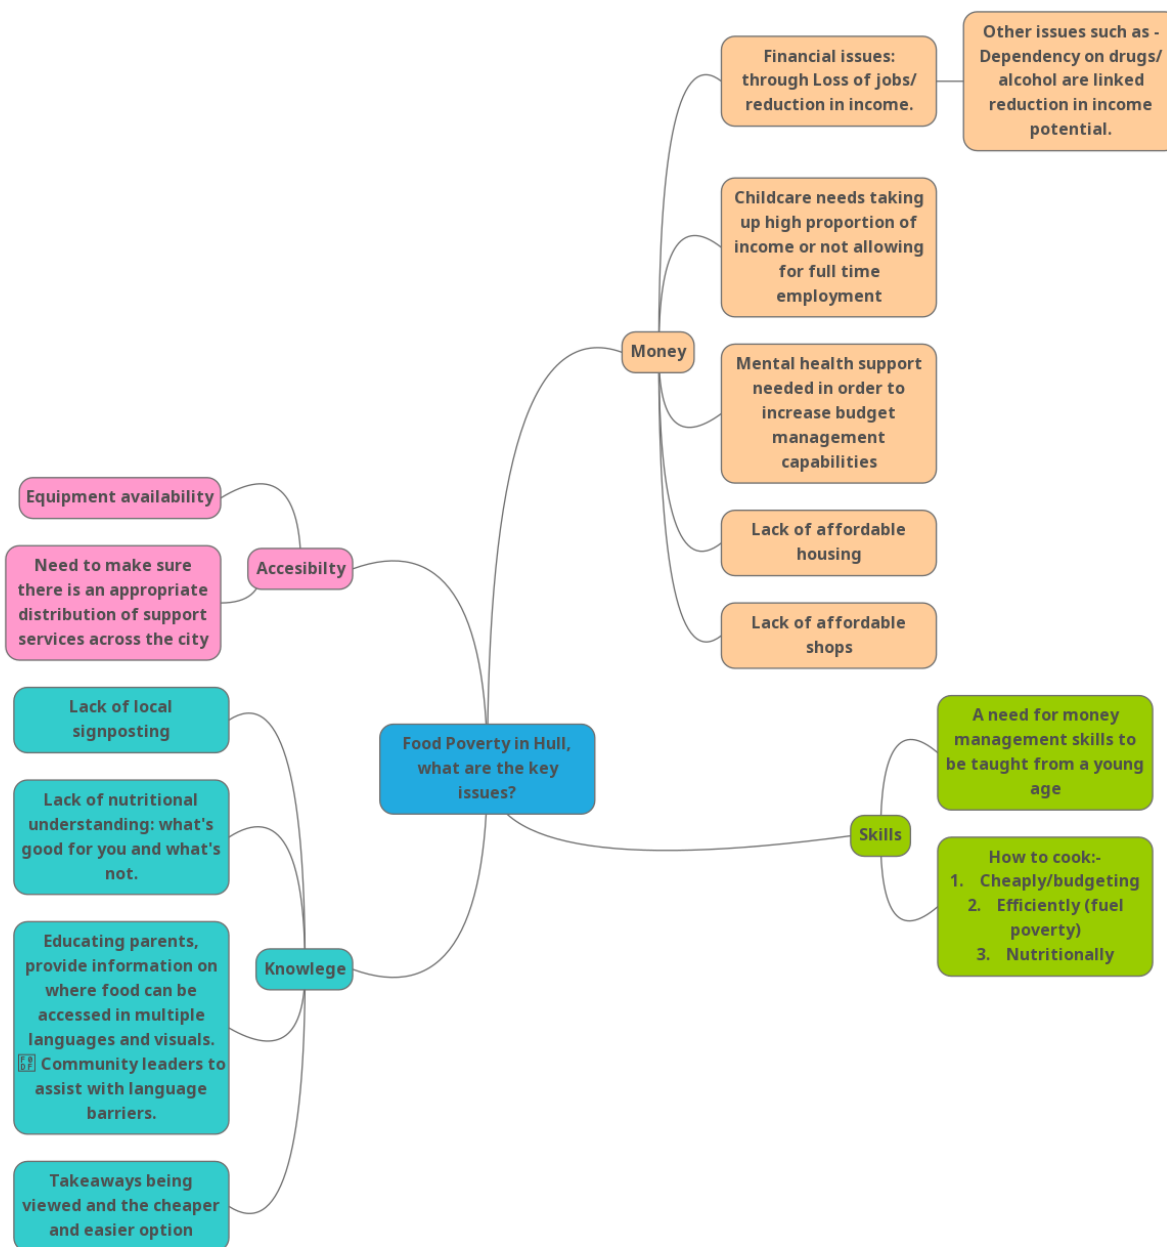 Other issues such as -
Dependency on drugs/
alcohol are linked
reduction in income
potential.
Financial issues:
through Loss of jobs/
reduction in income.
Childcare needs taking
up high proportion of
income or not allowing
for full time
employment
Money
Mental health support
needed in order to
increase budget
management
capabilities
Lack of affordable
housing
Lack of affordable
shops
Equipment availability
Accesibilty
Need to make sure
there is an appropriate
distribution of support
services across the city
Food Poverty in Hull,
what are the key
issues?
A need for money
management skills to
be taught from a young
age
Skills
How to cook:-
1. Cheaply/budgeting
2. Efficiently (fuel
poverty)
3. Nutritionally
Lack of local
signposting
Lack of nutritional
understanding: what's
good for you and what's
not.
Knowlege
Educating parents,
provide information on
where food can be
accessed in multiple
languages and visuals.
Community leaders to
assist with language
barriers.
Takeaways being
viewed and the cheaper
and easier option